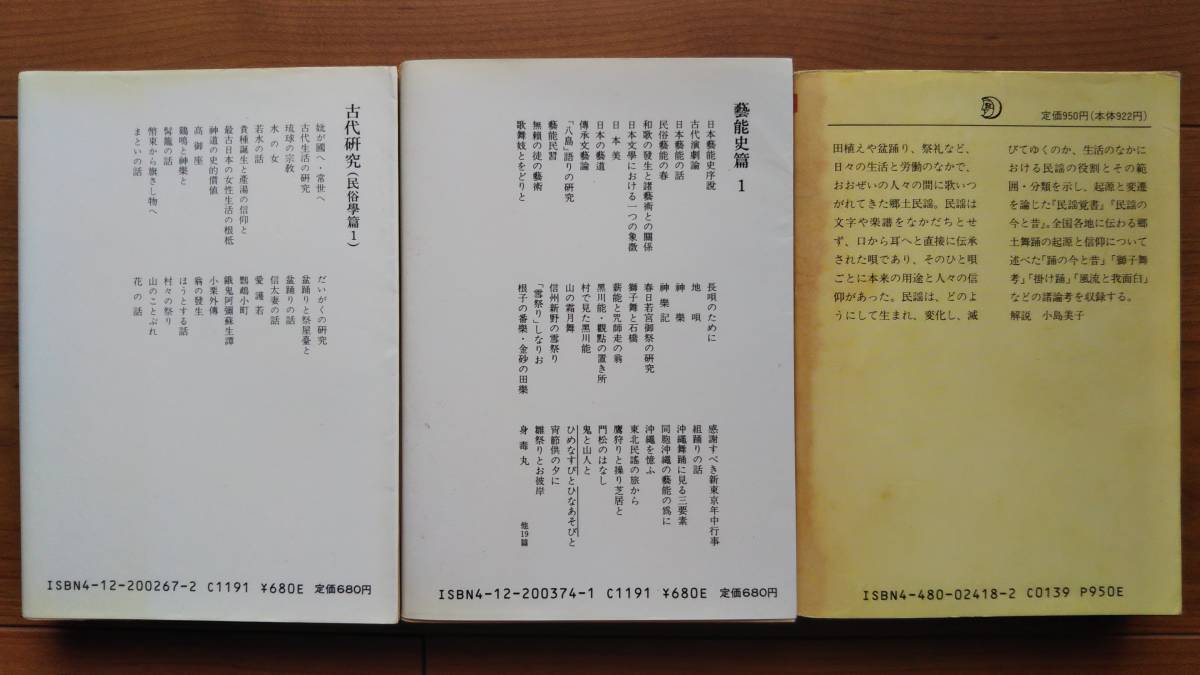 古代研究(民俗學篇1)
妣が國へ・常世へ
古代生活の研究
琉球の宗教
水の女
若水の話
貴種誕生と產湯の信仰と
最古日本の女性生活の根柢
神道の史的價値
高御座
鷄鳴と神樂と
髯籠の話
幣束から旗さし物へ
まといの話
だいがくの研究
盆踊りと祭屋臺と
盆踊りの話
信太妻の話
愛護若
鸚鵡小町
餓鬼阿彌蘇生譚
小栗外傳
翁の發生
ほうとする話
村々の祭り
山のことぶれ
花の話
ISBN4-12-200267-2 C1191 ¥680E 定価680円
藝能史篇 1
日本藝能史序說
古代演劇論
日本藝能の話
民俗藝能の春
和歌の發生と諸藝術との關係
日本文學における一つの象徵
日本美
日本の藝道
傳承文藝論
「八島」語りの研究
藝能民習
無賴の徒の藝術
歌舞妓とをどりと
長唄のために
地唄
神樂
神樂記
春日若宮御祭の研究
獅子舞と石橋
薪能と咒師走の翁
黑川能・觀點の置き所
村で見た黑川能
山の霜月舞
信州新野の雪祭り
「雪祭り」しなりお
根子の番樂・金砂の田樂
感謝すべき新東京年中行事
組踊りの話
沖繩舞踊に見る三要素
同胞沖繩の藝能の爲に
沖繩を憶ふ
東北民謠の旅から
鷹狩りと操り芝居と
門松のはなし
鬼と山人と
ひめなすびとひなあそびと
宵節供の夕に
雛祭りとお彼岸
身毒丸
他19篇
ISBN4-12-200374-1 C1191 ¥680E 定価680円
定価950円(本体922円)
田植えや盆踊り、祭礼など、
日々の生活と労働のなかで、
おおぜいの人々の間に歌いつ
がれてきた郷土民謡。民謡は
文字や楽譜をなかだちとせ
ず、口から耳へと直接に伝承
された唄であり、そのひと唄
ごとに本来の用途と人々の信
仰があった。民謡は、どのよ
うにして生まれ、変化し、滅
びてゆくのか、生活のなかに
おける民謡の役割とその範
囲・分類を示し、起源と変遷
を論じた『民謡覚書』『民謡の
今と昔』。全国各地に伝わる郷
土舞踊の起源と信仰について
述べた「踊の今と昔」「獅子舞
考」「掛け踊」「風流と我面白」
などの諸論考を収録する。
解説 小島美子
ISBN4-480-02418-2 C0139 P950E